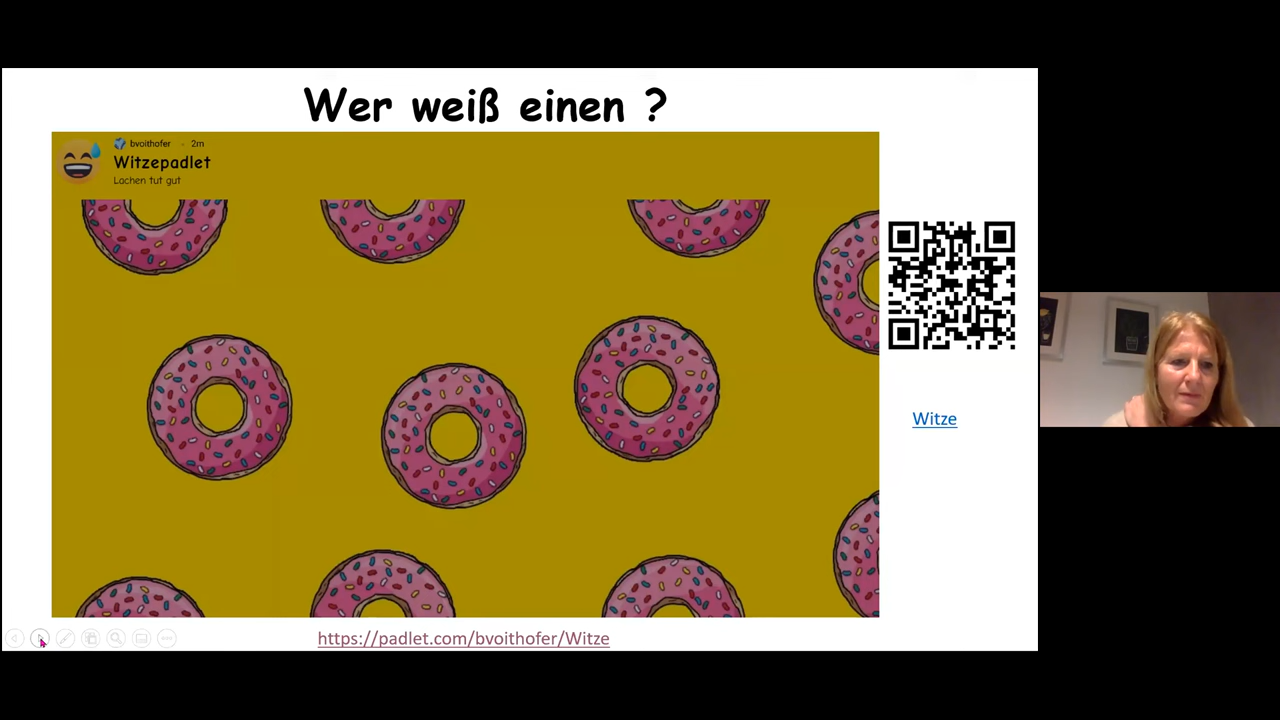 Wer weiß einen ?
bvoithofer · 2m
Witzepadlet
Lachen tut gut
Witze
https://padlet.com/bvoithofer/Witze